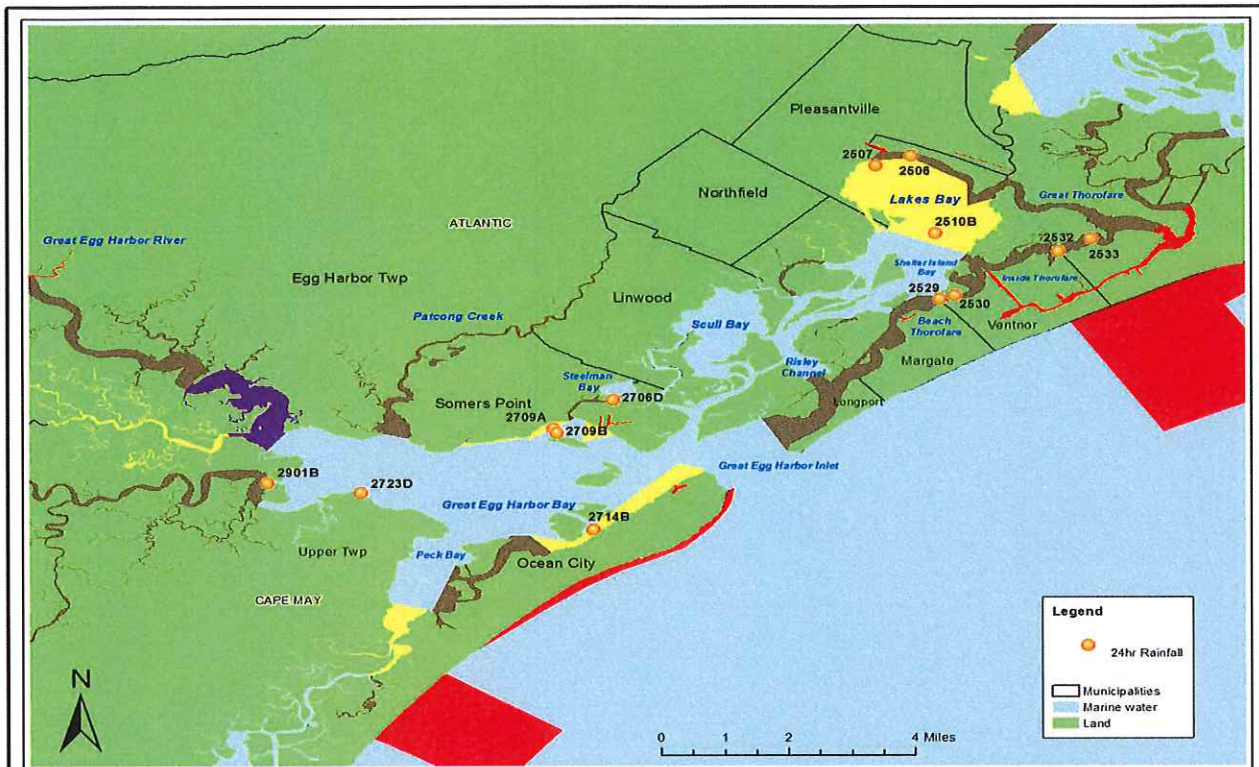 Pleasantville
2507
2506
Northfield
Lakes Bay
Great Thorofare
2510B
ATLANTIC
Great Egg Harbor River
2532
2533
Egg Harbor Twp
Shelter Island
Bay
Inside Thorofare
Linwood
2529
2530
Patcong Creek
Scull Bay
Beach
Thorofare
Ventnor
Margate
Risley
Channel
Steelman
Bay
2706D
Longport
Somers Point
2709A
2709B
2901B
2723D
Great Egg Harbor Inlet
Great Egg Harbor Bay
2714B
Upper Twp
Peck Bay
Ocean City
CAPE MAY
Legend
24hr Rainfall
Municipalities
Marine water
Land
N
0 1 2 4 Miles